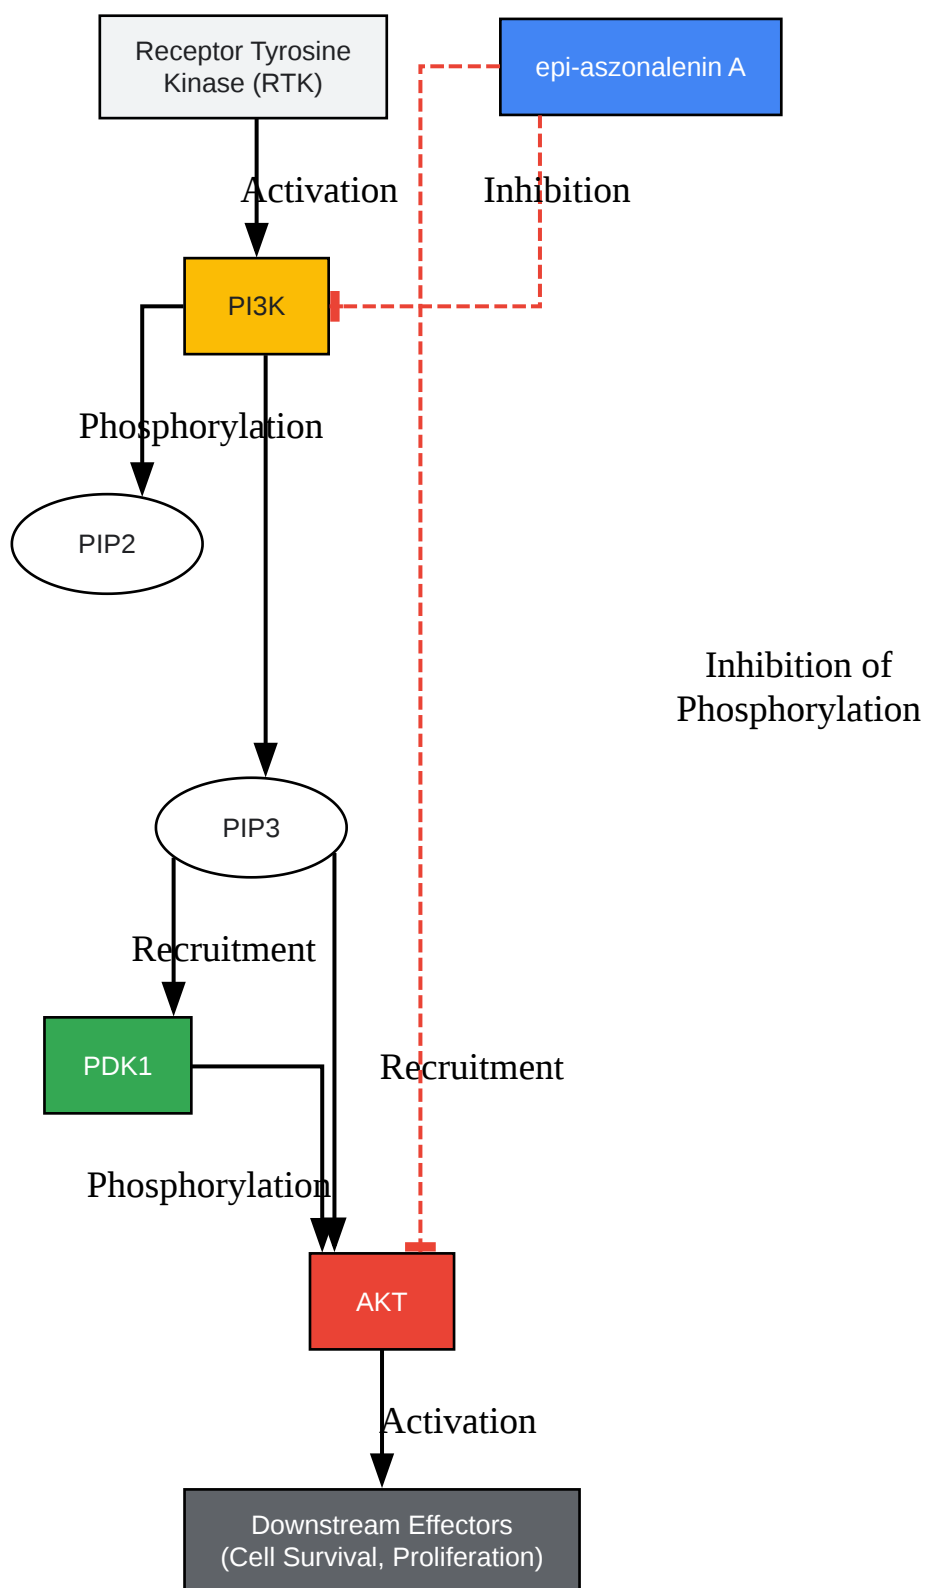 Receptor Tyrosine
Kinase (RTK)
epi-aszonalenin A
Activation
Inhibition
PI3K
Phosphorylation
PIP2
Inhibition of
Phosphorylation
PIP3
Recruitment
PDK1
Recruitment
Phosphorylation
AKT
Activation
Downstream Effectors
(Cell Survival, Proliferation)